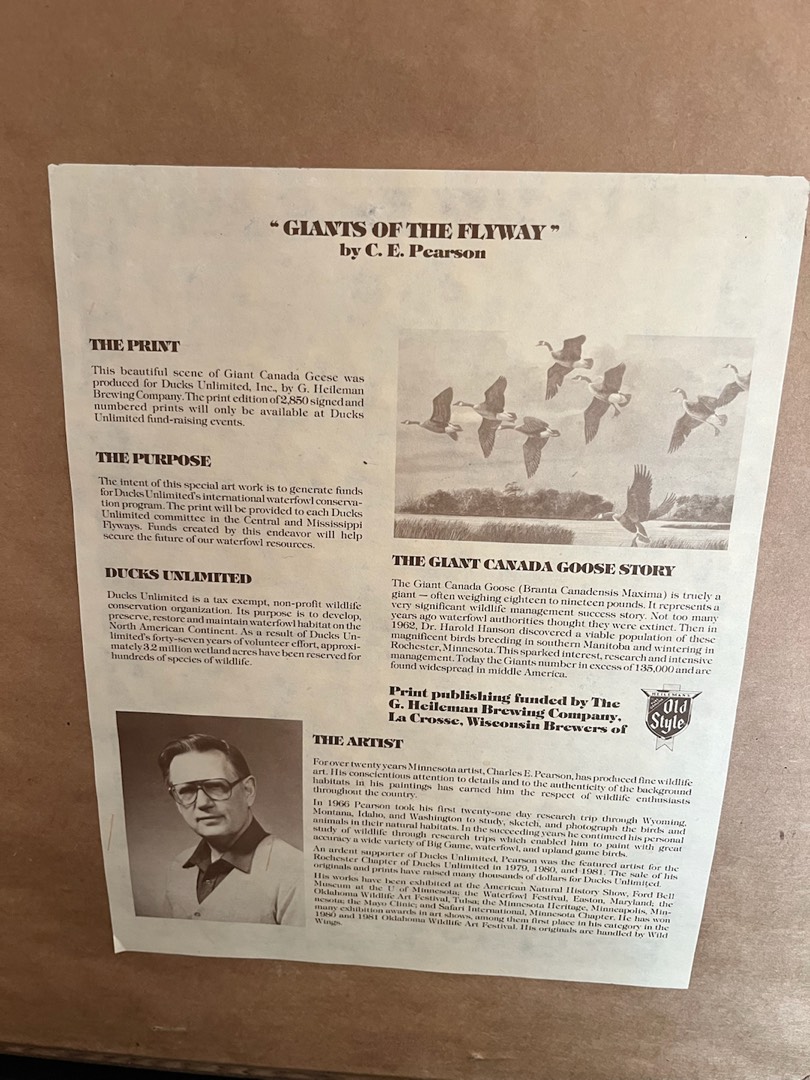 “ GIANTS OF THE FLYWAY ”
by C. E. Pearson
THE PRINT
This beautiful scene of Giant Canada Geese was
produced for Ducks Unlimited, Inc., by G. Heileman
Brewing Company. The print edition of 2,850 signed and
numbered prints will only be available at Ducks
Unlimited fund-raising events.
THE PURPOSE
The intent of this special art work is to generate funds
for Ducks Unlimited's international waterfowl conserva-
tion program. The print will be provided to each Ducks
Unlimited committee in the Central and Mississippi
Flyways. Funds created by this endeavor will help
secure the future of our waterfowl resources.
DUCKS UNLIMITED
Ducks Unlimited is a tax exempt, non-profit wildlife
conservation organization. Its purpose is to develop,
preserve, restore and maintain waterfowl habitat on the
North American Continent. As a result of Ducks Un-
limited's forty-seven years of volunteer effort, approxi-
mately 3.2 million wetland acres have been reserved for
hundreds of species of wildlife.
THE GIANT CANADA GOOSE STORY
The Giant Canada Goose (Branta Canadensis Maxima) is truely a
giant — often weighing eighteen to nineteen pounds. It represents a
very significant wildlife management success story. Not too many
years ago waterfowl authorities thought they were extinct. Then in
1962, Dr. Harold Hanson discovered a viable population of these
magnificent birds breeding in southern Manitoba and wintering in
Rochester, Minnesota. This sparked interest, research and intensive
management. Today the Giants number in excess of 135,000 and are
found widespread in middle America.
Print publishing funded by The
G. Heileman Brewing Company,
La Crosse, Wisconsin Brewers of
HEILEMAN'S
Old
Style
THE ARTIST
For over twenty years Minnesota artist, Charles E. Pearson, has produced fine wildlife
art. His conscientious attention to details and to the authenticity of the background
habitats in his paintings has earned him the respect of wildlife enthusiasts
throughout the country.
In 1966 Pearson took his first twenty-one day research trip through Wyoming,
Montana, Idaho, and Washington to study, sketch, and photograph the birds and
animals in their natural habitats. In the succeeding years he continued his personal
study of wildlife through research trips which enabled him to paint with great
accuracy a wide variety of Big Game, waterfowl, and upland game birds.
An ardent supporter of Ducks Unlimited, Pearson was the featured artist for the
Rochester Chapter of Ducks Unlimited in 1979, 1980, and 1981. The sale of his
originals and prints have raised many thousands of dollars for Ducks Unlimited.
His works have been exhibited at the American Natural History Show, Ford Bell
Museum at the U of Minnesota; the Waterfowl Festival, Easton, Maryland; the
Oklahoma Wildlife Art Festival, Tulsa; the Minnesota Heritage, Minneapolis, Min-
nesota; the Mayo Clinic; and Safari International, Minnesota Chapter. He has won
many exhibition awards in art shows, among them first place in his category in the
1980 and 1981 Oklahoma Wildlife Art Festival. His originals are handled by Wild
Wings.